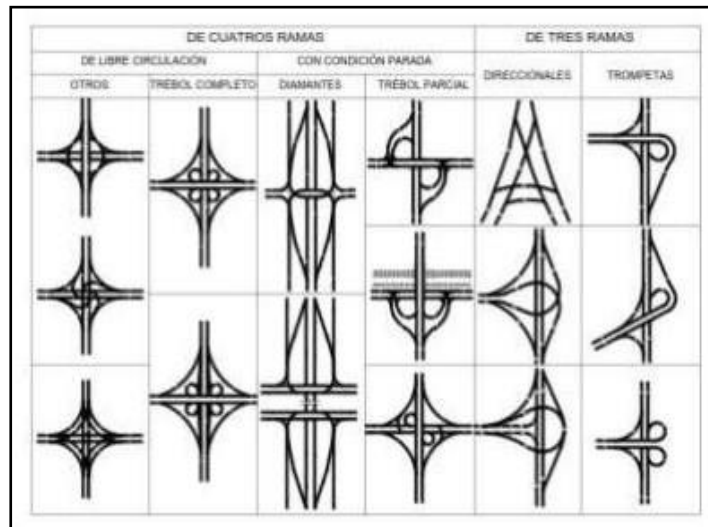 DE CUATROS RAMAS
DE TRES RAMAS
DE LIBRE CIRCULACIÓN
CON CONDICIÓN PARADA
DIRECCIONALES
TROMPETAS
OTROS
TRÉBOL COMPLETO
DIAMANTES
TRÉBOL PARCIAL